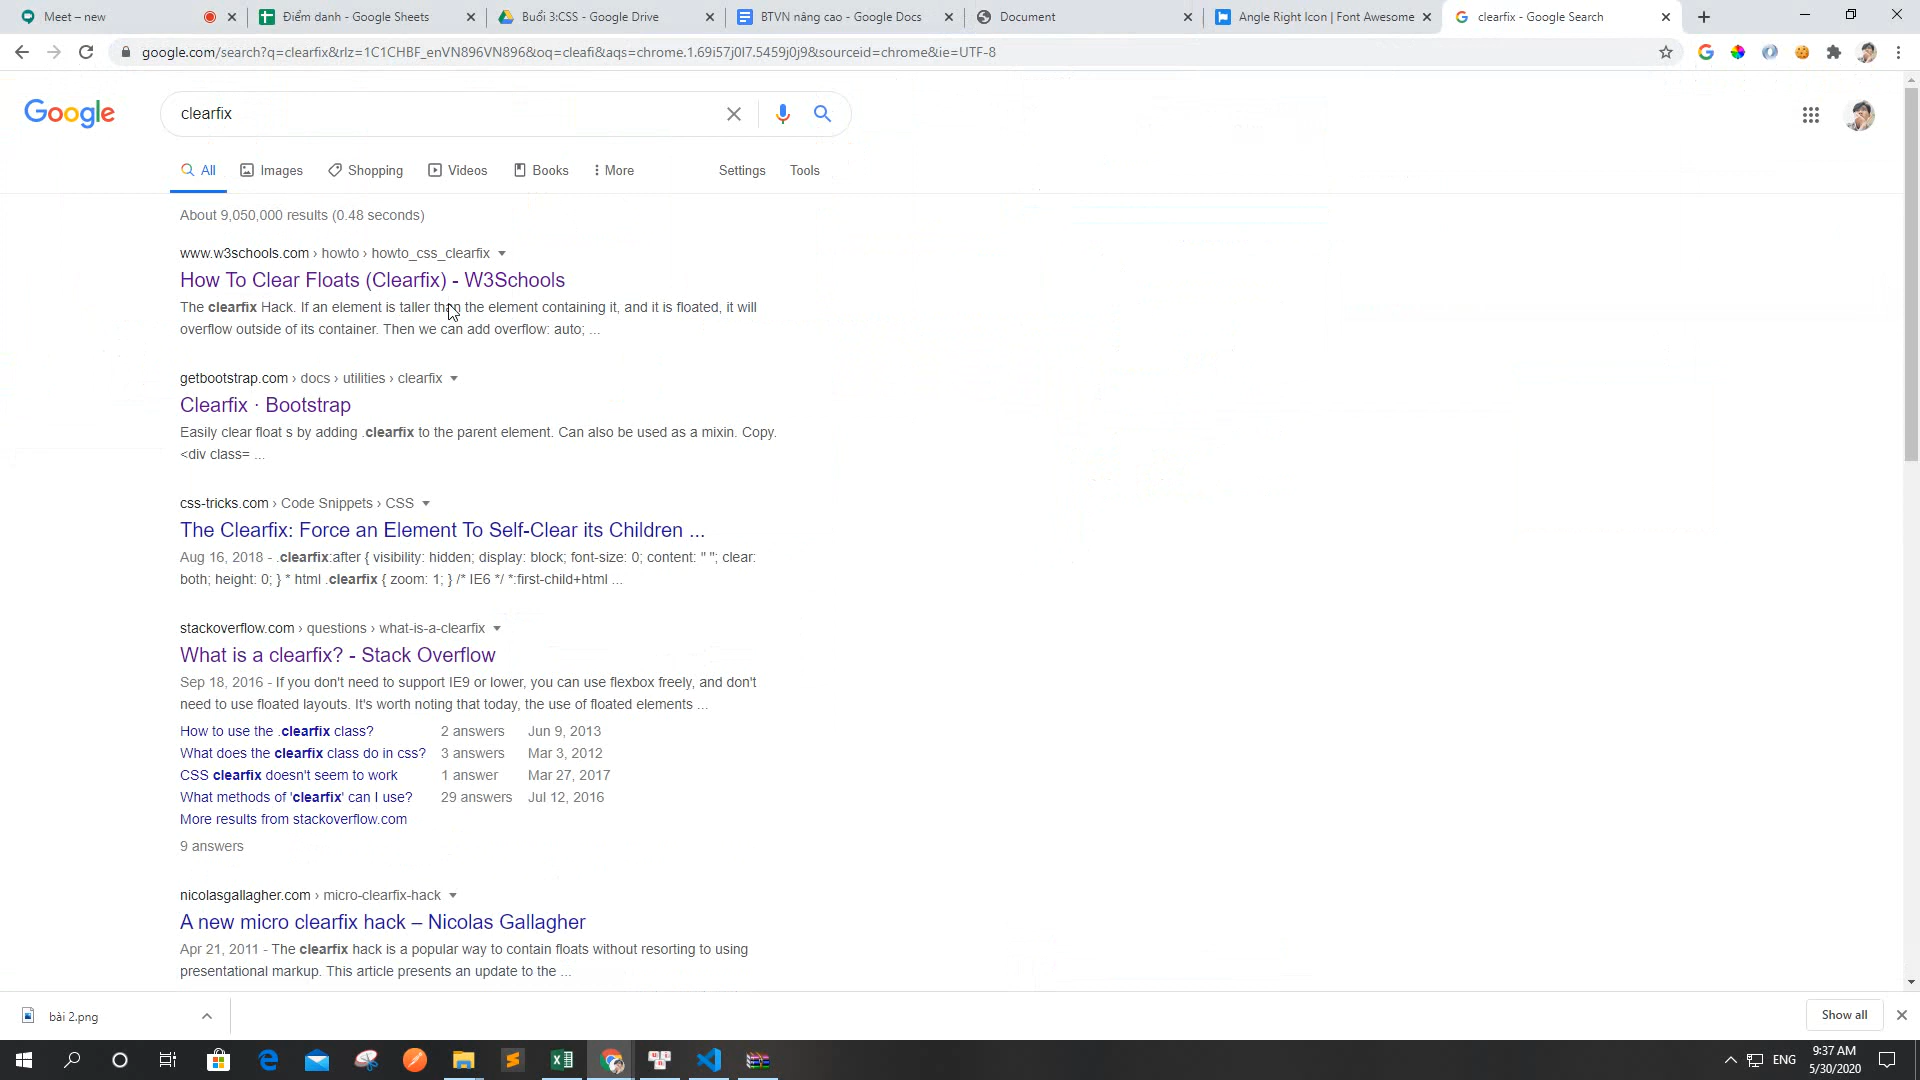 Meet – new
Điểm danh - Google Sheets
Buổi 3:CSS - Google Drive
BTVN nâng cao - Google Docs
Document
Angle Right Icon | Font Awesome
clearfix - Google Search
google.com/search?q=clearfix&rlz=1C1CHBF_enVN896VN896&oq=cleafi&aqs=chrome.1.69i57j0l7.5459j0j9&sourceid=chrome&ie=UTF-8
Google
clearfix
All
Images
Shopping
Videos
Books
More
Settings
Tools
About 9,050,000 results (0.48 seconds)
www.w3schools.com › howto › howto_css_clearfix
How To Clear Floats (Clearfix) - W3Schools
The clearfix Hack. If an element is taller than the element containing it, and it is floated, it will
overflow outside of its container. Then we can add overflow: auto; ...
getbootstrap.com › docs › utilities › clearfix
Clearfix · Bootstrap
Easily clear float s by adding .clearfix to the parent element. Can also be used as a mixin. Copy.
<div class= ...
css-tricks.com › Code Snippets › CSS
The Clearfix: Force an Element To Self-Clear its Children ...
Aug 16, 2018 - .clearfix:after { visibility: hidden; display: block; font-size: 0; content: " "; clear:
both; height: 0; } * html .clearfix { zoom: 1; } /* IE6 */ *:first-child+html ...
stackoverflow.com › questions › what-is-a-clearfix
What is a clearfix? - Stack Overflow
Sep 18, 2016 - If you don't need to support IE9 or lower, you can use flexbox freely, and don't
need to use floated layouts. It's worth noting that today, the use of floated elements ...
How to use the .clearfix class? 2 answers Jun 9, 2013
What does the clearfix class do in css? 3 answers Mar 3, 2012
CSS clearfix doesn't seem to work 1 answer Mar 27, 2017
What methods of 'clearfix' can I use? 29 answers Jul 12, 2016
More results from stackoverflow.com
9 answers
nicolasgallagher.com › micro-clearfix-hack
A new micro clearfix hack – Nicolas Gallagher
Apr 21, 2011 - The clearfix hack is a popular way to contain floats without resorting to using
presentational markup. This article presents an update to the ...
bài 2.png
Show all
ENG
9:37 AM
5/30/2020